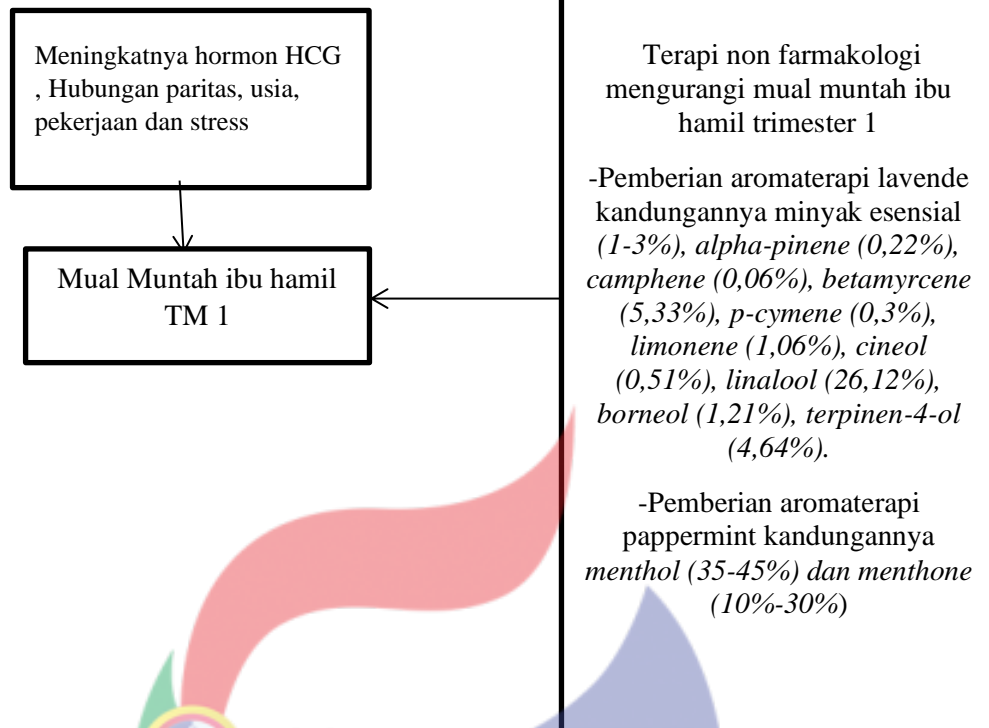 Meningkatnya hormon HCG
, Hubungan paritas, usia,
pekerjaan dan stress
Mual Muntah ibu hamil
TM 1
Terapi non farmakologi
mengurangi mual muntah ibu
hamil trimester 1
-Pemberian aromaterapi lavende
kandungannya minyak esensial
(1-3%), alpha-pinene (0,22%),
camphene (0,06%), betamyrcene
(5,33%), p-cymene (0,3%),
limonene (1,06%), cineol
(0,51%), linalool (26,12%),
borneol (1,21%), terpinen-4-ol
(4,64%).
-Pemberian aromaterapi
pappermint kandungannya
menthol (35-45%) dan menthone
(10%-30%)